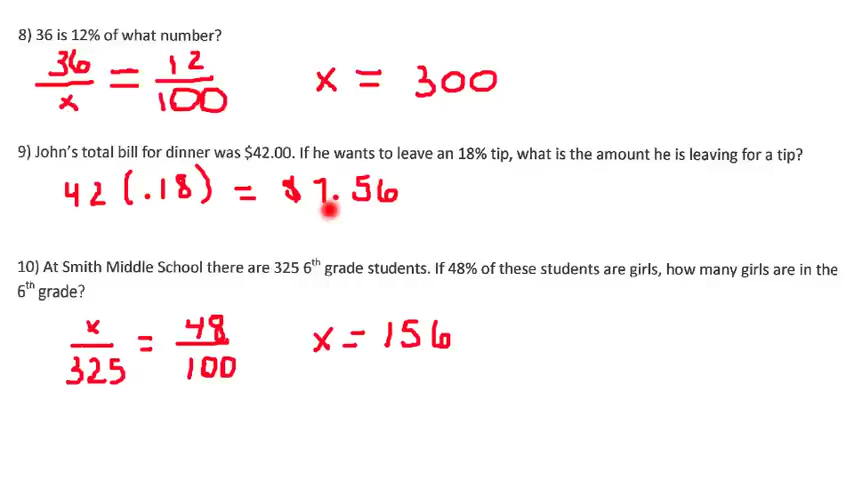 8) 36 is 12% of what number?
36/x = 12/100 x = 300
9) John's total bill for dinner was $42.00. If he wants to leave an 18% tip, what is the amount he is leaving for a tip?
42 (.18) = $7.56
10) At Smith Middle School there are 325 6th grade students. If 48% of these students are girls, how many girls are in the
6th grade?
x/325 = 48/100 x = 156